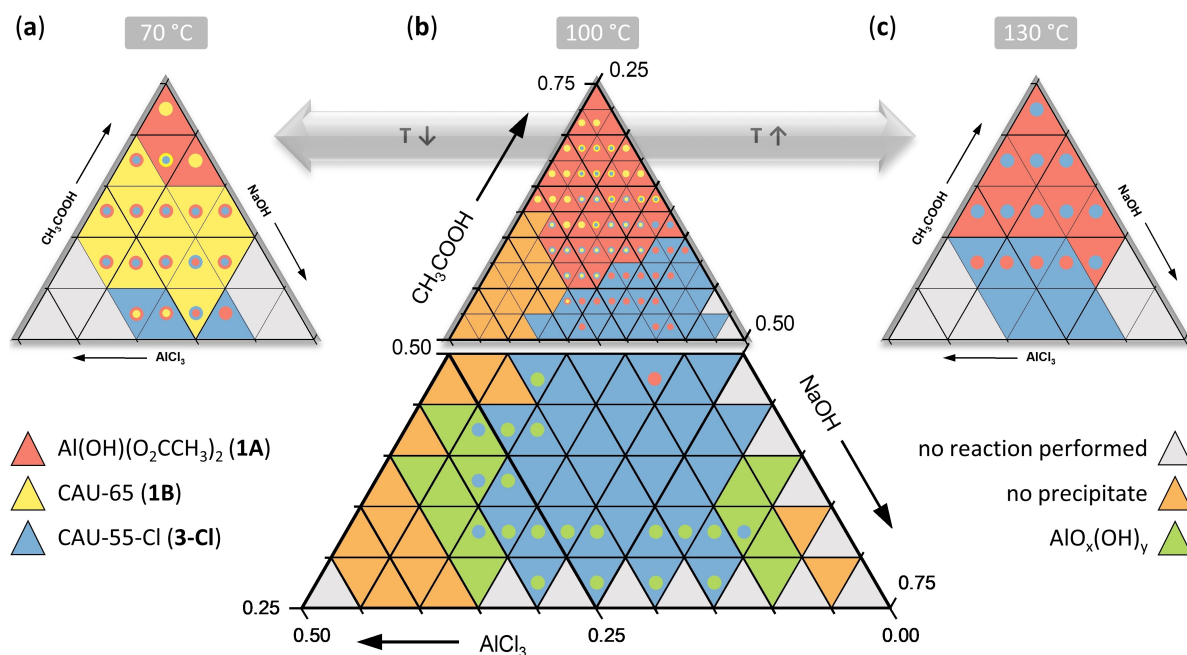 (a)
70 °C
(b)
100 °C
(c)
130 °C
0.75
0.25
T ↓
T ↑
CH₃COOH
NaOH
AlCl₃
CH₃COOH
NaOH
0.50
0.50
0.25
0.75
0.50
0.25
0.00
AlCl₃
CH₃COOH
NaOH
AlCl₃
Al(OH)(O₂CCH₃)₂ (1A)
CAU-65 (1B)
CAU-55-Cl (3-Cl)
no reaction performed
no precipitate
AlOₓ(OH)ᵧ